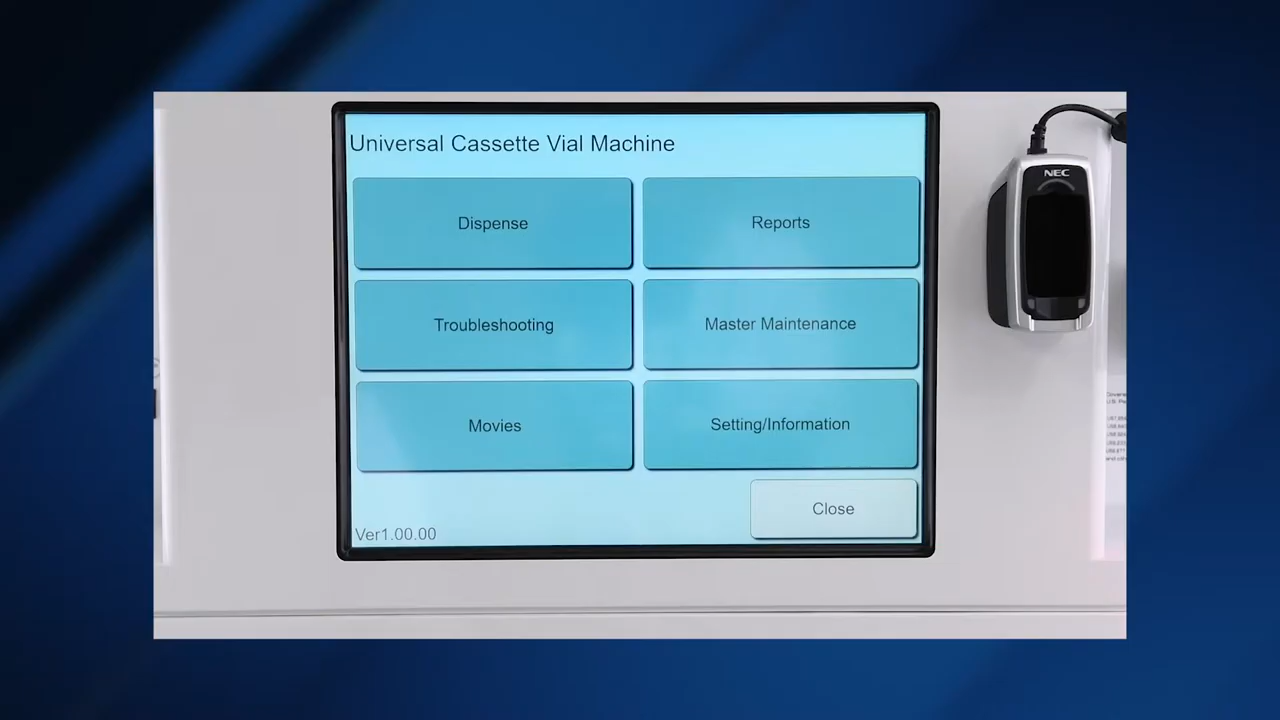 Universal Cassette Vial Machine
NEC
Dispense
Reports
Troubleshooting
Master Maintenance
Movies
Setting/Information
Close
Ver1.00.00